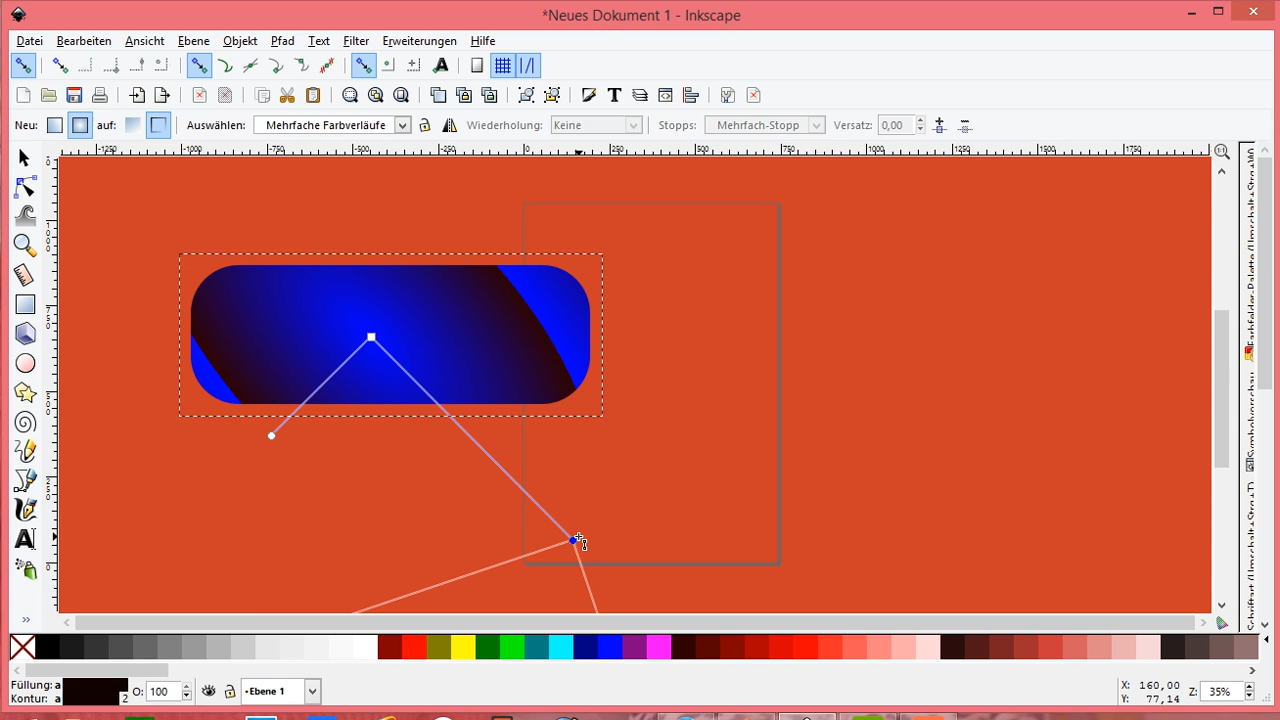 *Neues Dokument 1 - Inkscape
Datei Bearbeiten Ansicht Ebene Objekt Pfad Text Filter Erweiterungen Hilfe
Neu: auf: Auswählen: Mehrfache Farbverläufe Wiederholung: Keine Stopps: Mehrfach-Stopp Versatz: 0,00
-1250 -1000 -750 -500 -250 0 250 500 750 1000 1250 1500 1750
Füllung: a
Kontur: a 2
O: 100
•Ebene 1
X: 160,00
Y: 77,14
Z: 35%